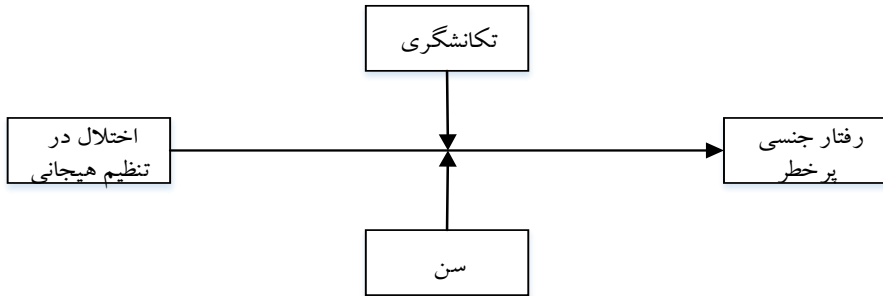 تکانشگری
اختلال در
تنظیم هیجانی
رفتار جنسی
پرخطر
سن